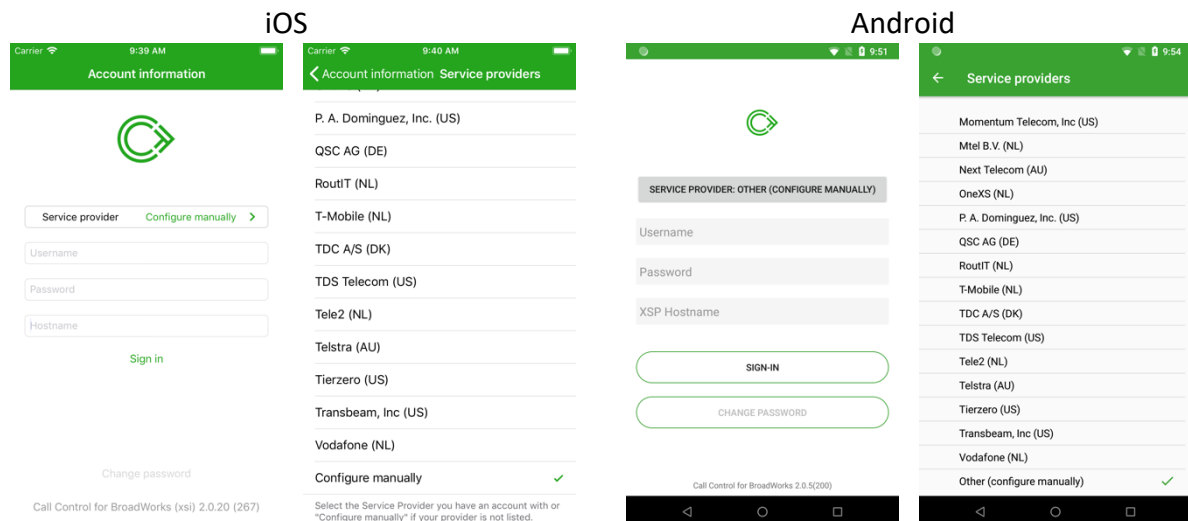 iOS
Android
Carrier
9:39 AM
Account information
Service provider
Configure manually
Username
Password
Hostname
Sign in
Change password
Call Control for BroadWorks (xsi) 2.0.20 (267)
Carrier
9:40 AM
Account information
Service providers
P. A. Dominguez, Inc. (US)
QSC AG (DE)
RoutIT (NL)
T-Mobile (NL)
TDC A/S (DK)
TDS Telecom (US)
Tele2 (NL)
Telstra (AU)
Tierzero (US)
Transbeam, Inc (US)
Vodafone (NL)
Configure manually
Select the Service Provider you have an account with or
"Configure manually" if your provider is not listed.
9:51
SERVICE PROVIDER: OTHER (CONFIGURE MANUALLY)
Username
Password
XSP Hostname
SIGN-IN
CHANGE PASSWORD
Call Control for BroadWorks 2.0.5(200)
9:54
Service providers
Momentum Telecom, Inc (US)
Mtel B.V. (NL)
Next Telecom (AU)
OneXS (NL)
P. A. Dominguez, Inc. (US)
QSC AG (DE)
RoutIT (NL)
T-Mobile (NL)
TDC A/S (DK)
TDS Telecom (US)
Tele2 (NL)
Telstra (AU)
Tierzero (US)
Transbeam, Inc (US)
Vodafone (NL)
Other (configure manually)